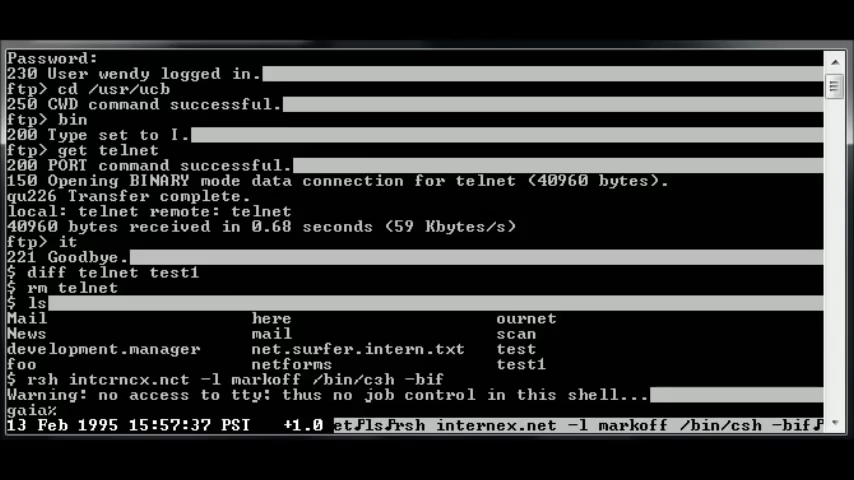 Password:
230 User wendy logged in.
ftp> cd /usr/ucb
250 CWD command successful.
ftp> bin
200 Type set to I.
ftp> get telnet
200 PORT command successful.
150 Opening BINARY mode data connection for telnet (40960 bytes).
qu226 Transfer complete.
local: telnet remote: telnet
40960 bytes received in 0.68 seconds (59 Kbytes/s)
ftp> it
221 Goodbye.
$ diff telnet test1
$ rm telnet
$ ls
Mail here ournet
News mail scan
development.manager net.surfer.intern.txt test
foo netforms test1
$ rsh internex.net -l markoff /bin/csh -bif
Warning: no access to tty; thus no job control in this shell...
gaia%
13 Feb 1995 15:57:37 PST +1.0 et♪ls♪rsh internex.net -l markoff /bin/csh -bif♪